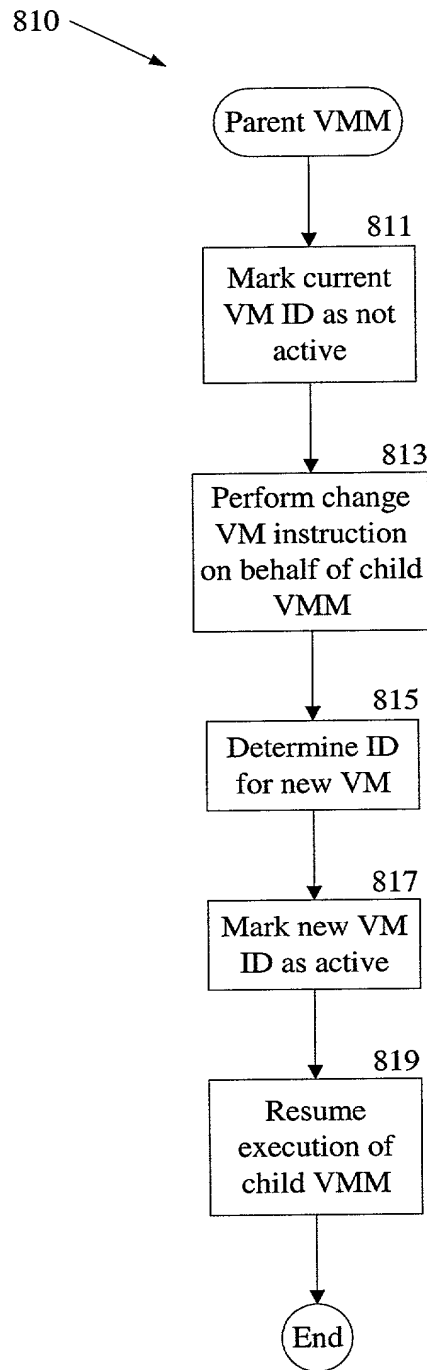 810
Parent VMM
811
Mark current
VM ID as not
active
813
Perform change
VM instruction
on behalf of child
VMM
815
Determine ID
for new VM
817
Mark new VM
ID as active
819
Resume
execution of
child VMM
End